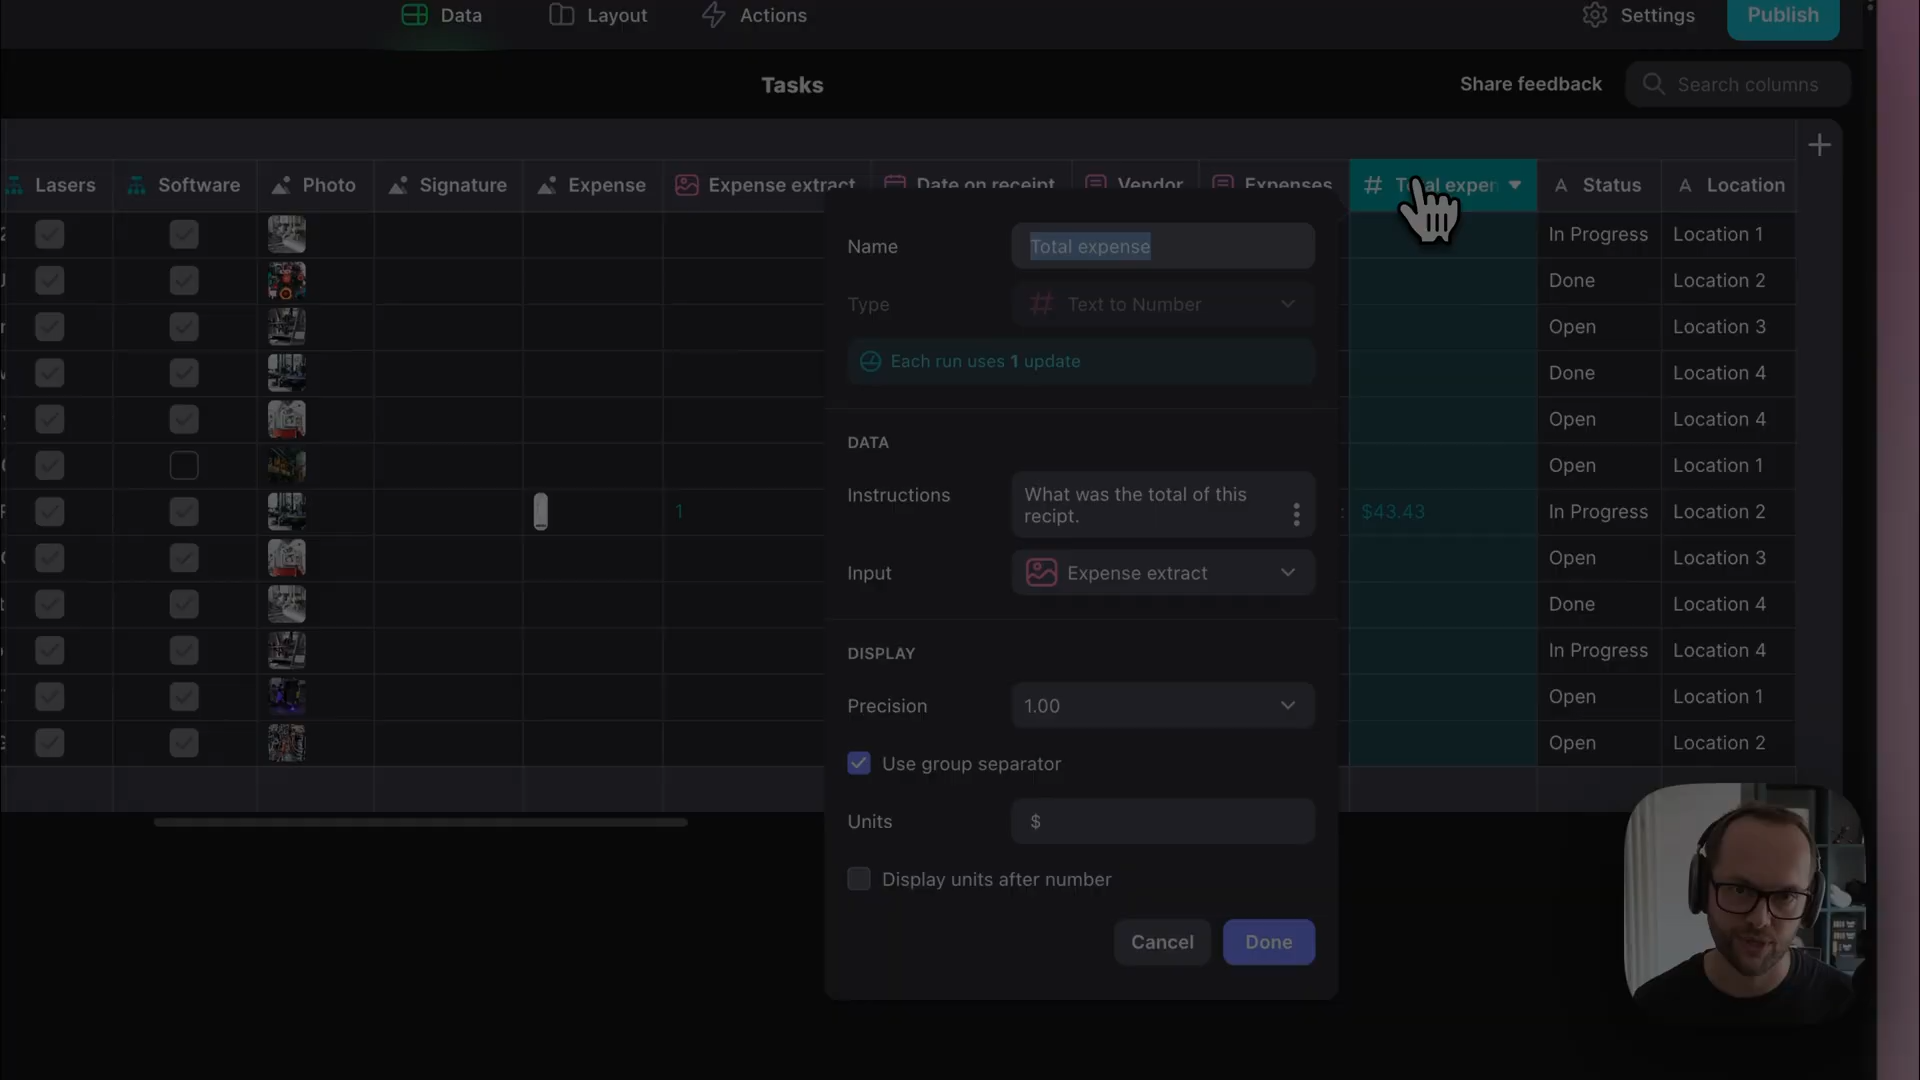 Data Layout Actions Settings Publish
Tasks Share feedback Search columns
Lasers Software Photo Signature Expense Expense extract Date on receipt Vendor Expenses Total expen Status Location
In Progress Location 1
Done Location 2
Open Location 3
Done Location 4
Open Location 4
Open Location 1
1 $43.43 In Progress Location 2
Open Location 3
Done Location 4
In Progress Location 4
Open Location 1
Open Location 2
Name Total expense
Type Text to Number
Each run uses 1 update
DATA
Instructions What was the total of this
recipt.
Input Expense extract
DISPLAY
Precision 1.00
Use group separator
Units $
Display units after number
Cancel Done